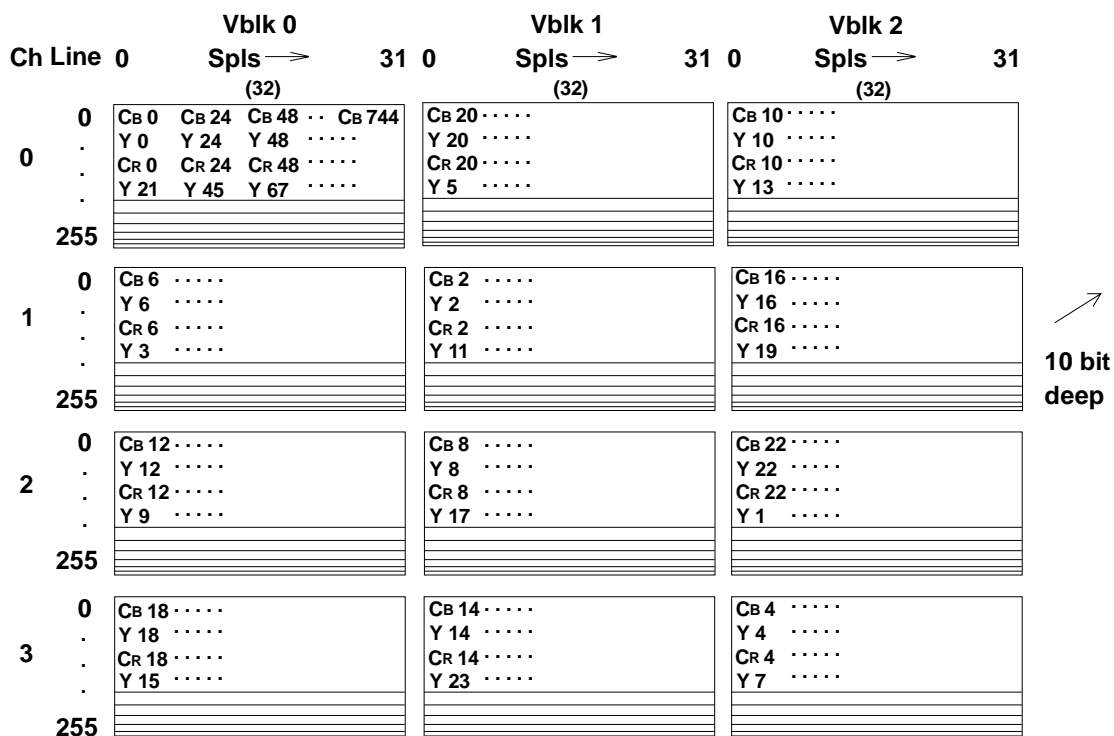 Vblk 0 Vblk 1 Vblk 2
Ch Line 0 Spls 31 0 Spls 31 0 Spls 31
(32) (32) (32)
0 CB 0 CB 24 CB 48 ·· CB 744 CB 20 ····· CB 10 ·····
Y 0 Y 24 Y 48 ····· Y 20 ····· Y 10 ·····
0 CR 0 CR 24 CR 48 ····· CR 20 ····· CR 10 ·····
Y 21 Y 45 Y 67 ····· Y 5 ····· Y 13 ·····
255
0 CB 6 ····· CB 2 ····· CB 16 ·····
Y 6 ····· Y 2 ····· Y 16 ·····
1 CR 6 ····· CR 2 ····· CR 16 ·····
Y 3 ····· Y 11 ····· Y 19 ·····
10 bit
255 deep
0 CB 12 ····· CB 8 ····· CB 22 ·····
Y 12 ····· Y 8 ····· Y 22 ·····
2 CR 12 ····· CR 8 ····· CR 22 ·····
Y 9 ····· Y 17 ····· Y 1 ·····
255
0 CB 18 ····· CB 14 ····· CB 4 ·····
Y 18 ····· Y 14 ····· Y 4 ·····
3 CR 18 ····· CR 14 ····· CR 4 ·····
Y 15 ····· Y 23 ····· Y 7 ·····
255